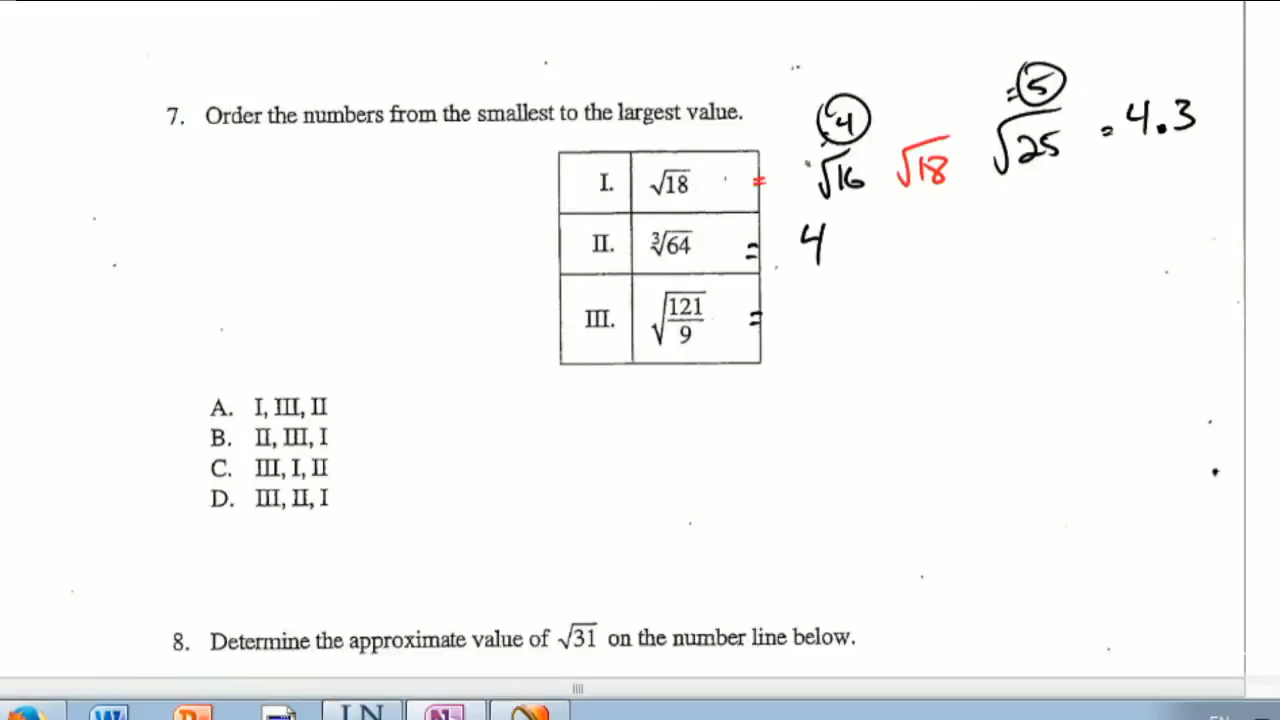 7. Order the numbers from the smallest to the largest value.
=5
4
√16 √18 √25 = 4.3
I. √18 =
II. ∛64 = 4
III. √(121/9) =
A. I, III, II
B. II, III, I
C. III, I, II
D. III, II, I
8. Determine the approximate value of √31 on the number line below.